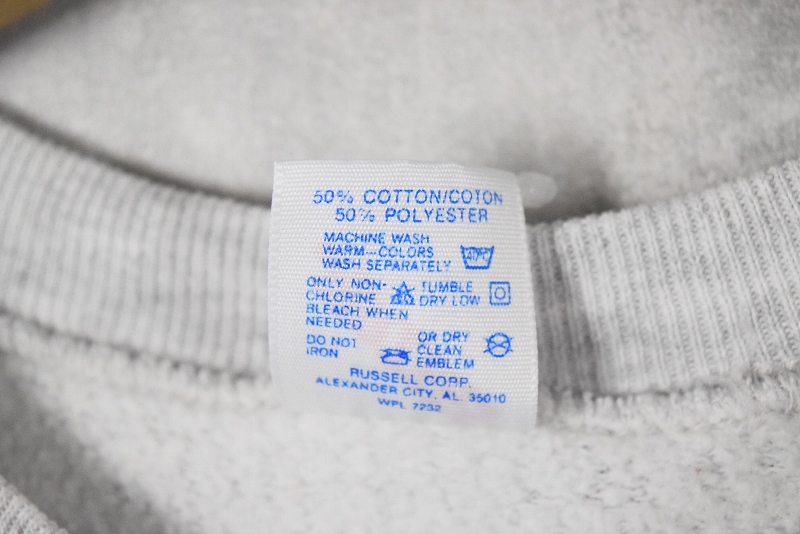 50% COTTON/COTON
50% POLYESTER
MACHINE WASH
WARM—COLORS
WASH SEPARATELY
40°C
ONLY NON-
CHLORINE
BLEACH WHEN
NEEDED
TUMBLE
DRY LOW
DO NOT
IRON
OR DRY
CLEAN
EMBLEM
RUSSELL CORP.
ALEXANDER CITY, AL. 35010
WPL 7232